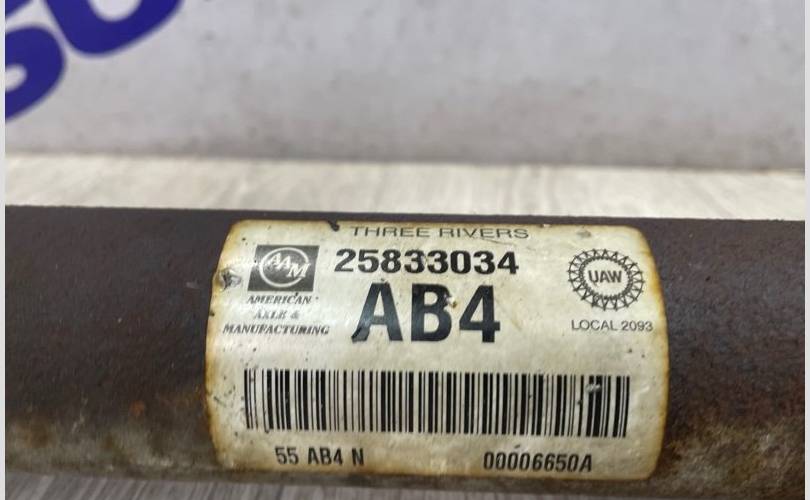 THREE RIVERS
AAM
25833034
UAW
AMERICAN
AXLE &
MANUFACTURING
AB4
LOCAL 2093
55 AB4 N
00006650A